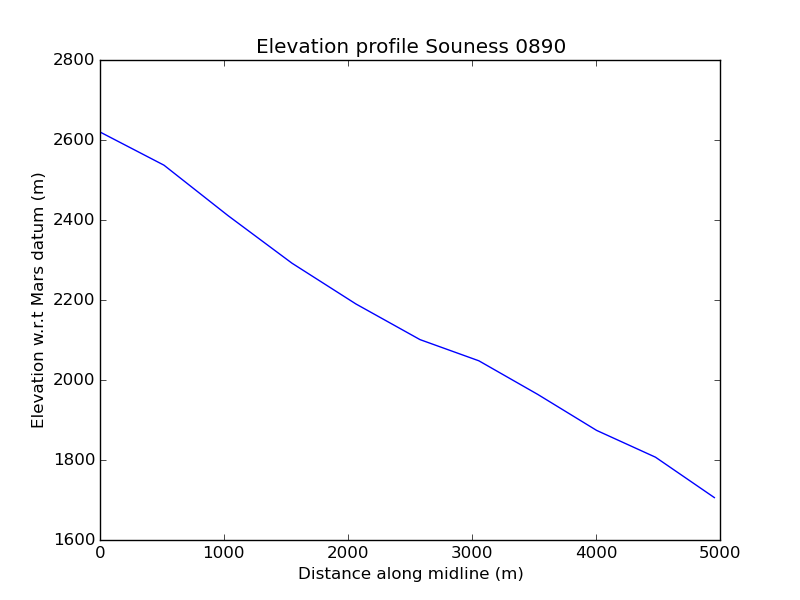 Elevation profile Souness 0890
2800
2600
2400
2200
2000
1800
1600
Elevation w.r.t Mars datum (m)
0 1000 2000 3000 4000 5000
Distance along midline (m)